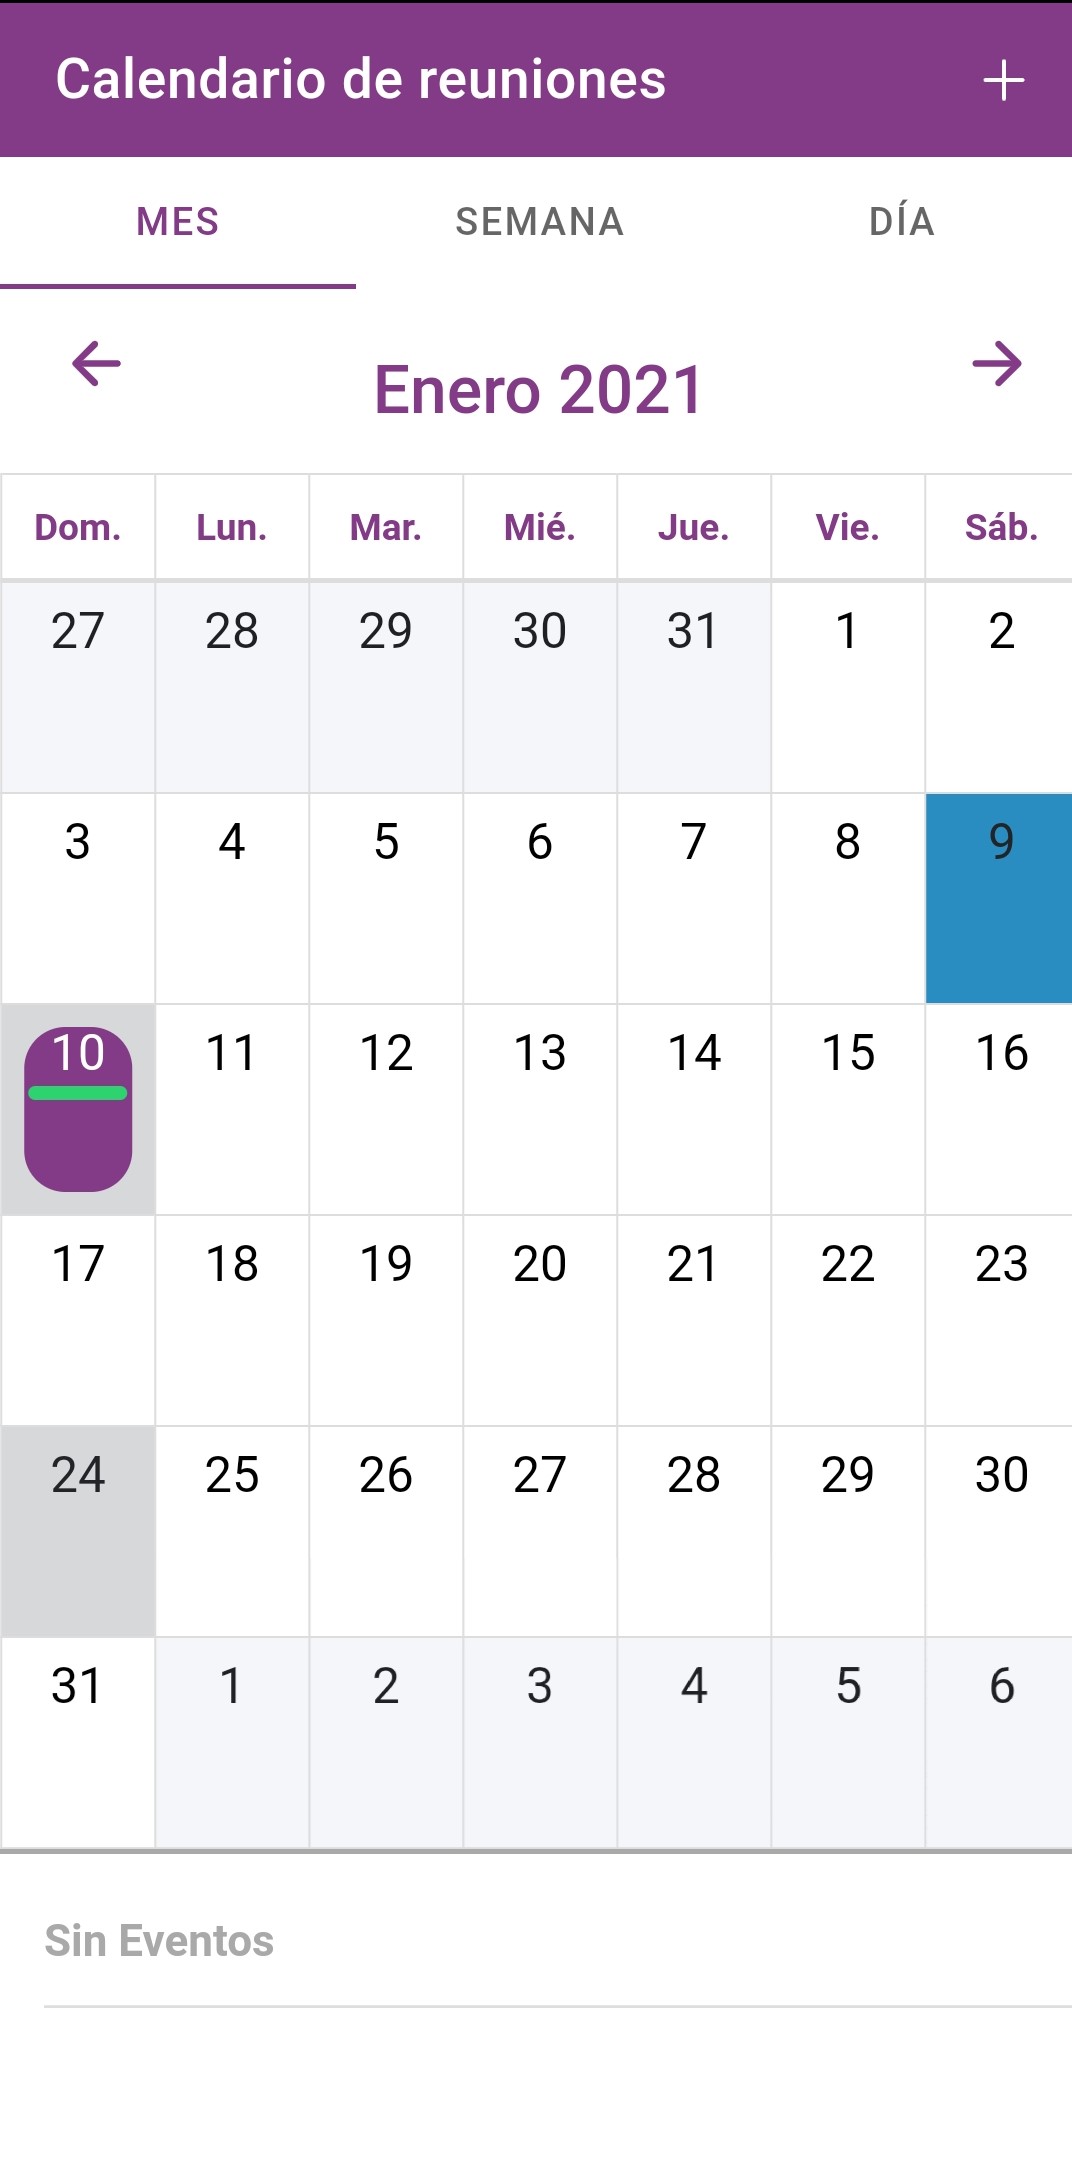 Calendario de reuniones +
MES SEMANA DÍA
Enero 2021
Dom. Lun. Mar. Mié. Jue. Vie. Sáb.
27 28 29 30 31 1 2
3 4 5 6 7 8 9
10 11 12 13 14 15 16
17 18 19 20 21 22 23
24 25 26 27 28 29 30
31 1 2 3 4 5 6
Sin Eventos